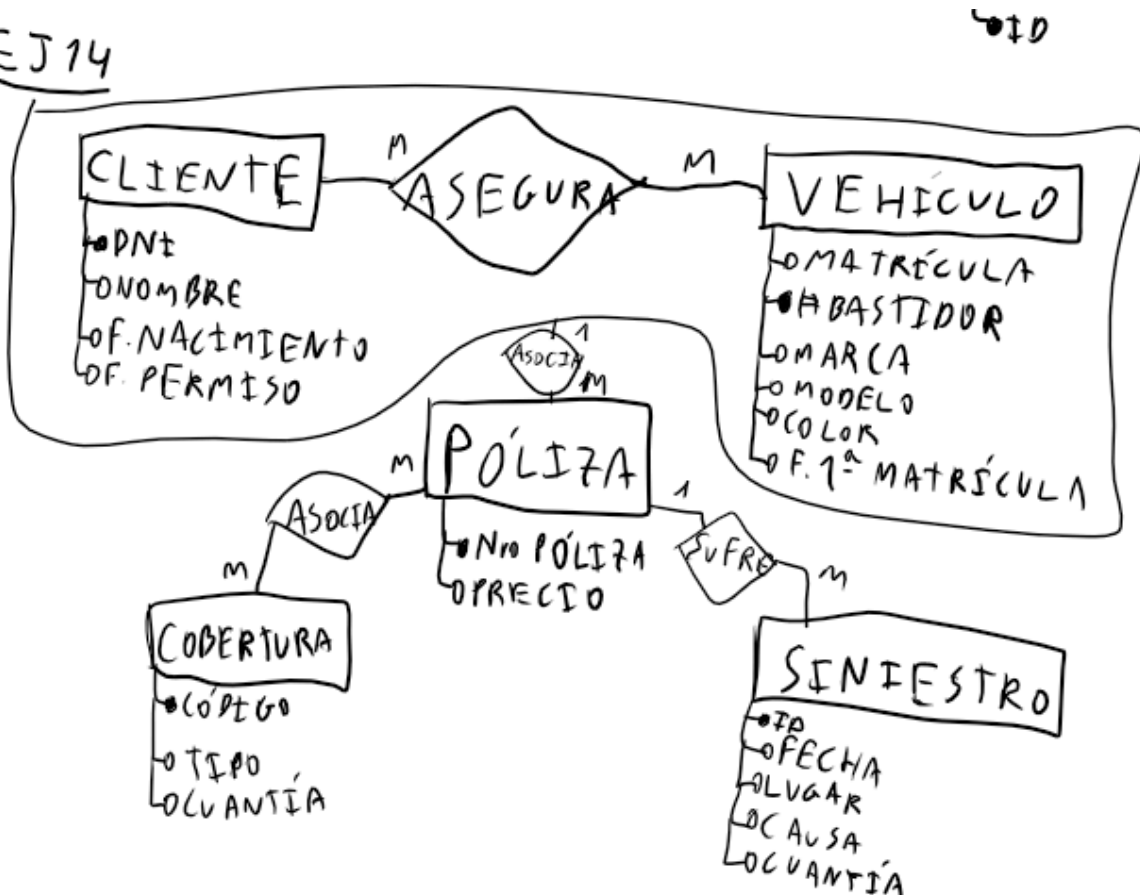 ID
EJ14
CLIENTE
M
ASEGURA
M
VEHÍCULO
DNI
NOMBRE
F. NACIMIENTO
F. PERMISO
MATRÍCULA
# BASTIDOR
MARCA
MODELO
COLOR
F. 1ª MATRÍCULA
1
ASOCIA
M
PÓLIZA
Nro PÓLIZA
PRECIO
M
ASOCIA
M
COBERTURA
CÓDIGO
TIPO
CUANTÍA
1
SUFRE
M
SINIESTRO
ID
FECHA
LUGAR
CAUSA
CUANTÍA